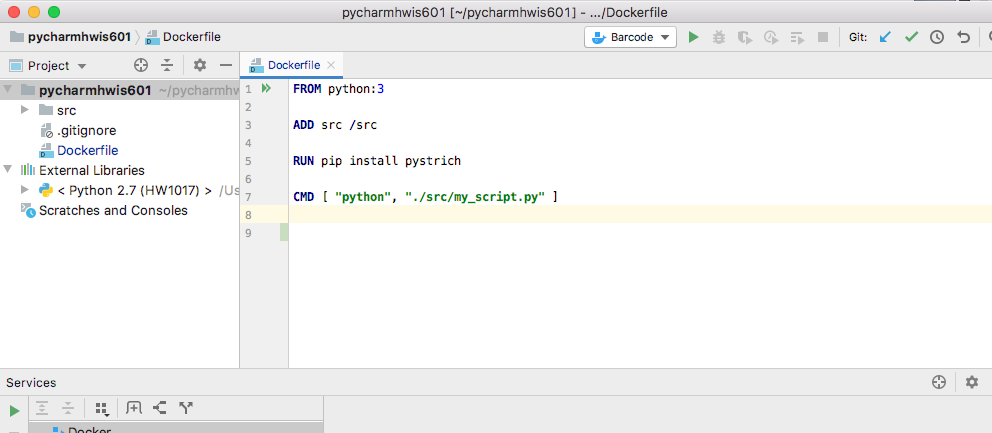 pycharmhwis601 [~/pycharmhwis601] - .../Dockerfile
pycharmhwis601 Dockerfile Barcode Git:
Project Dockerfile
pycharmhwis601 ~/pycharmhw
src
.gitignore
Dockerfile
External Libraries
< Python 2.7 (HW1017) > /Us
Scratches and Consoles
1 FROM python:3
2
3 ADD src /src
4
5 RUN pip install pystrich
6
7 CMD [ "python", "./src/my_script.py" ]
8
9
Services
Docker